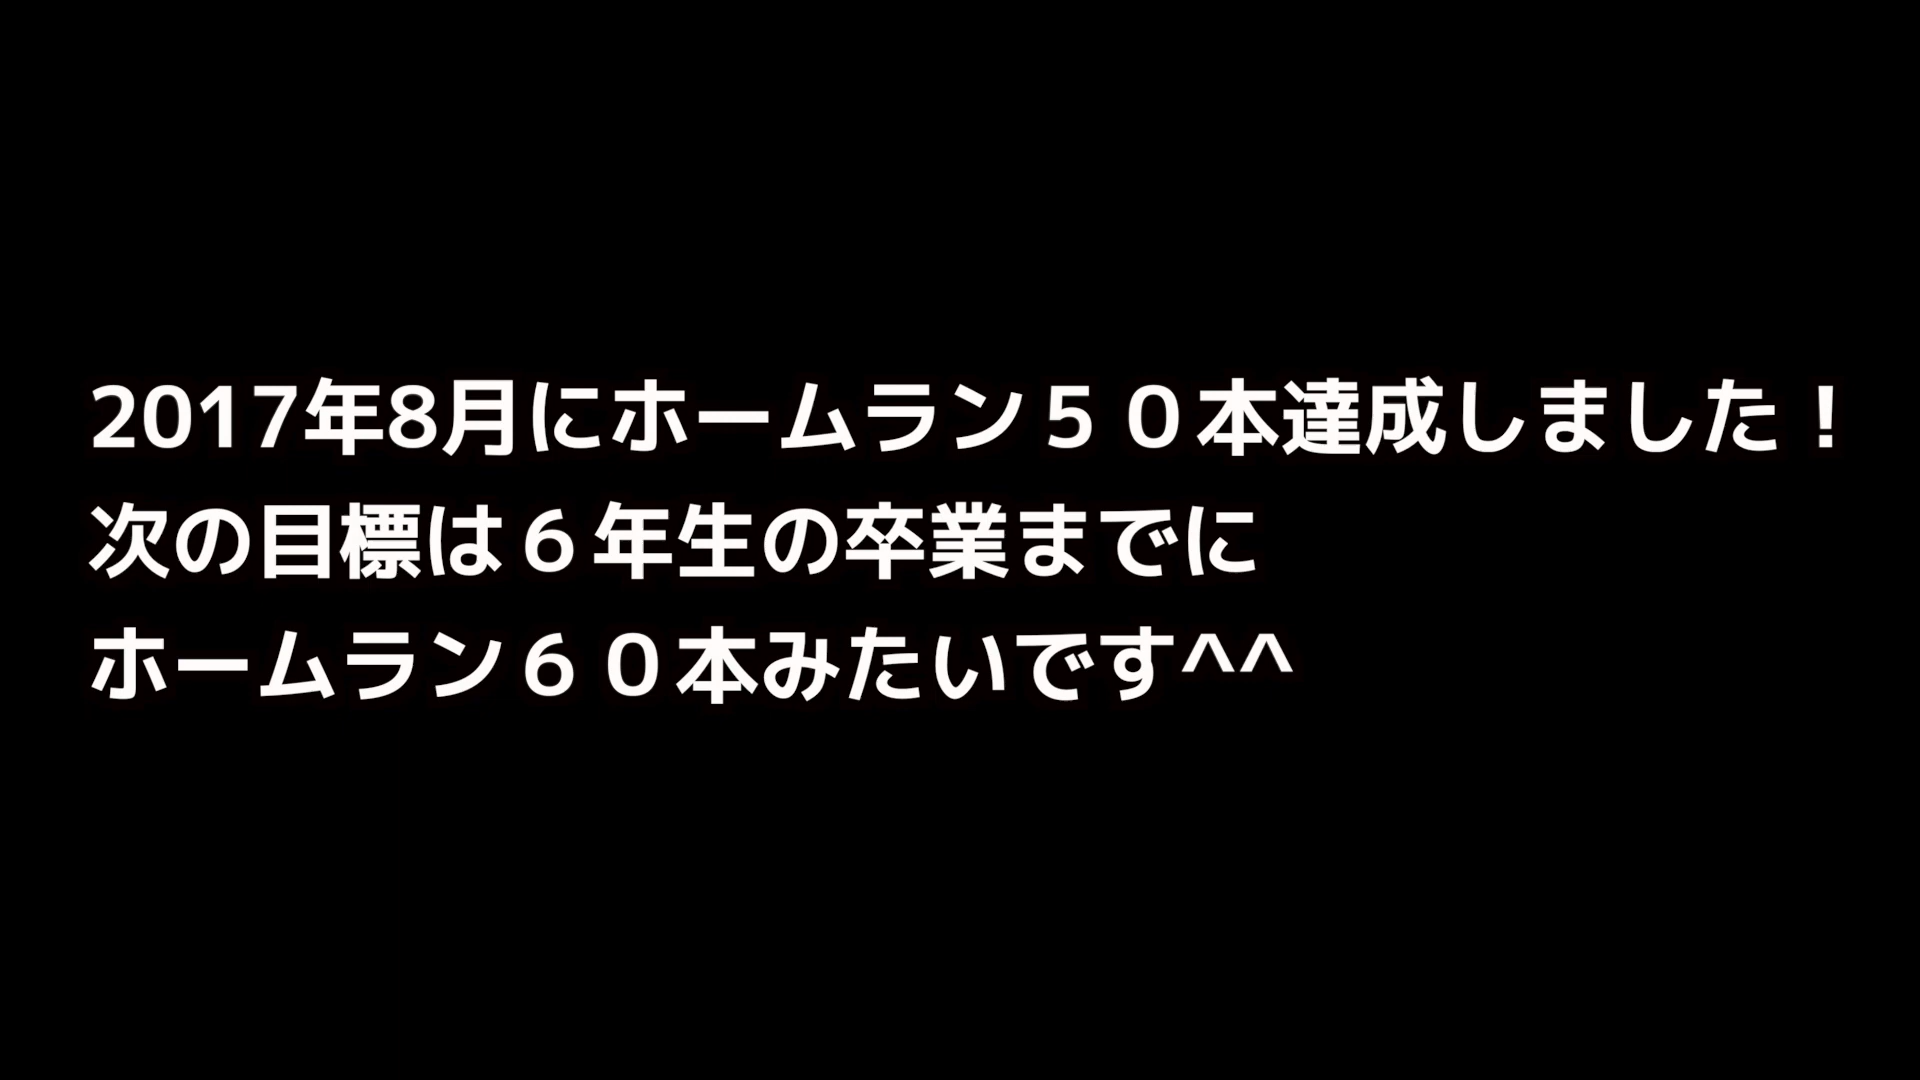 2017年8月にホームラン５０本達成しました！
次の目標は６年生の卒業までに
ホームラン６０本みたいです^^